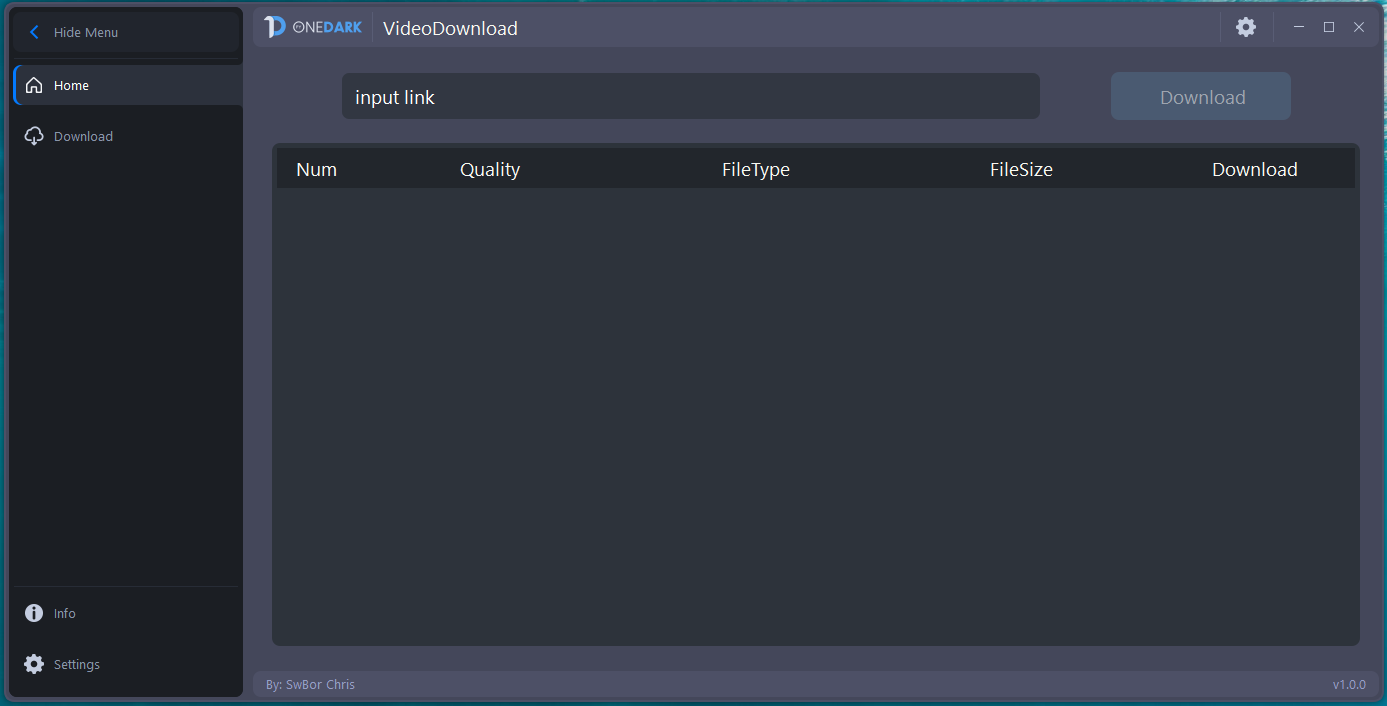 Hide Menu
Home
Download
Info
Settings
ONEDARK
VideoDownload
input link
Download
Num Quality FileType FileSize Download
By: SwBor Chris
v1.0.0